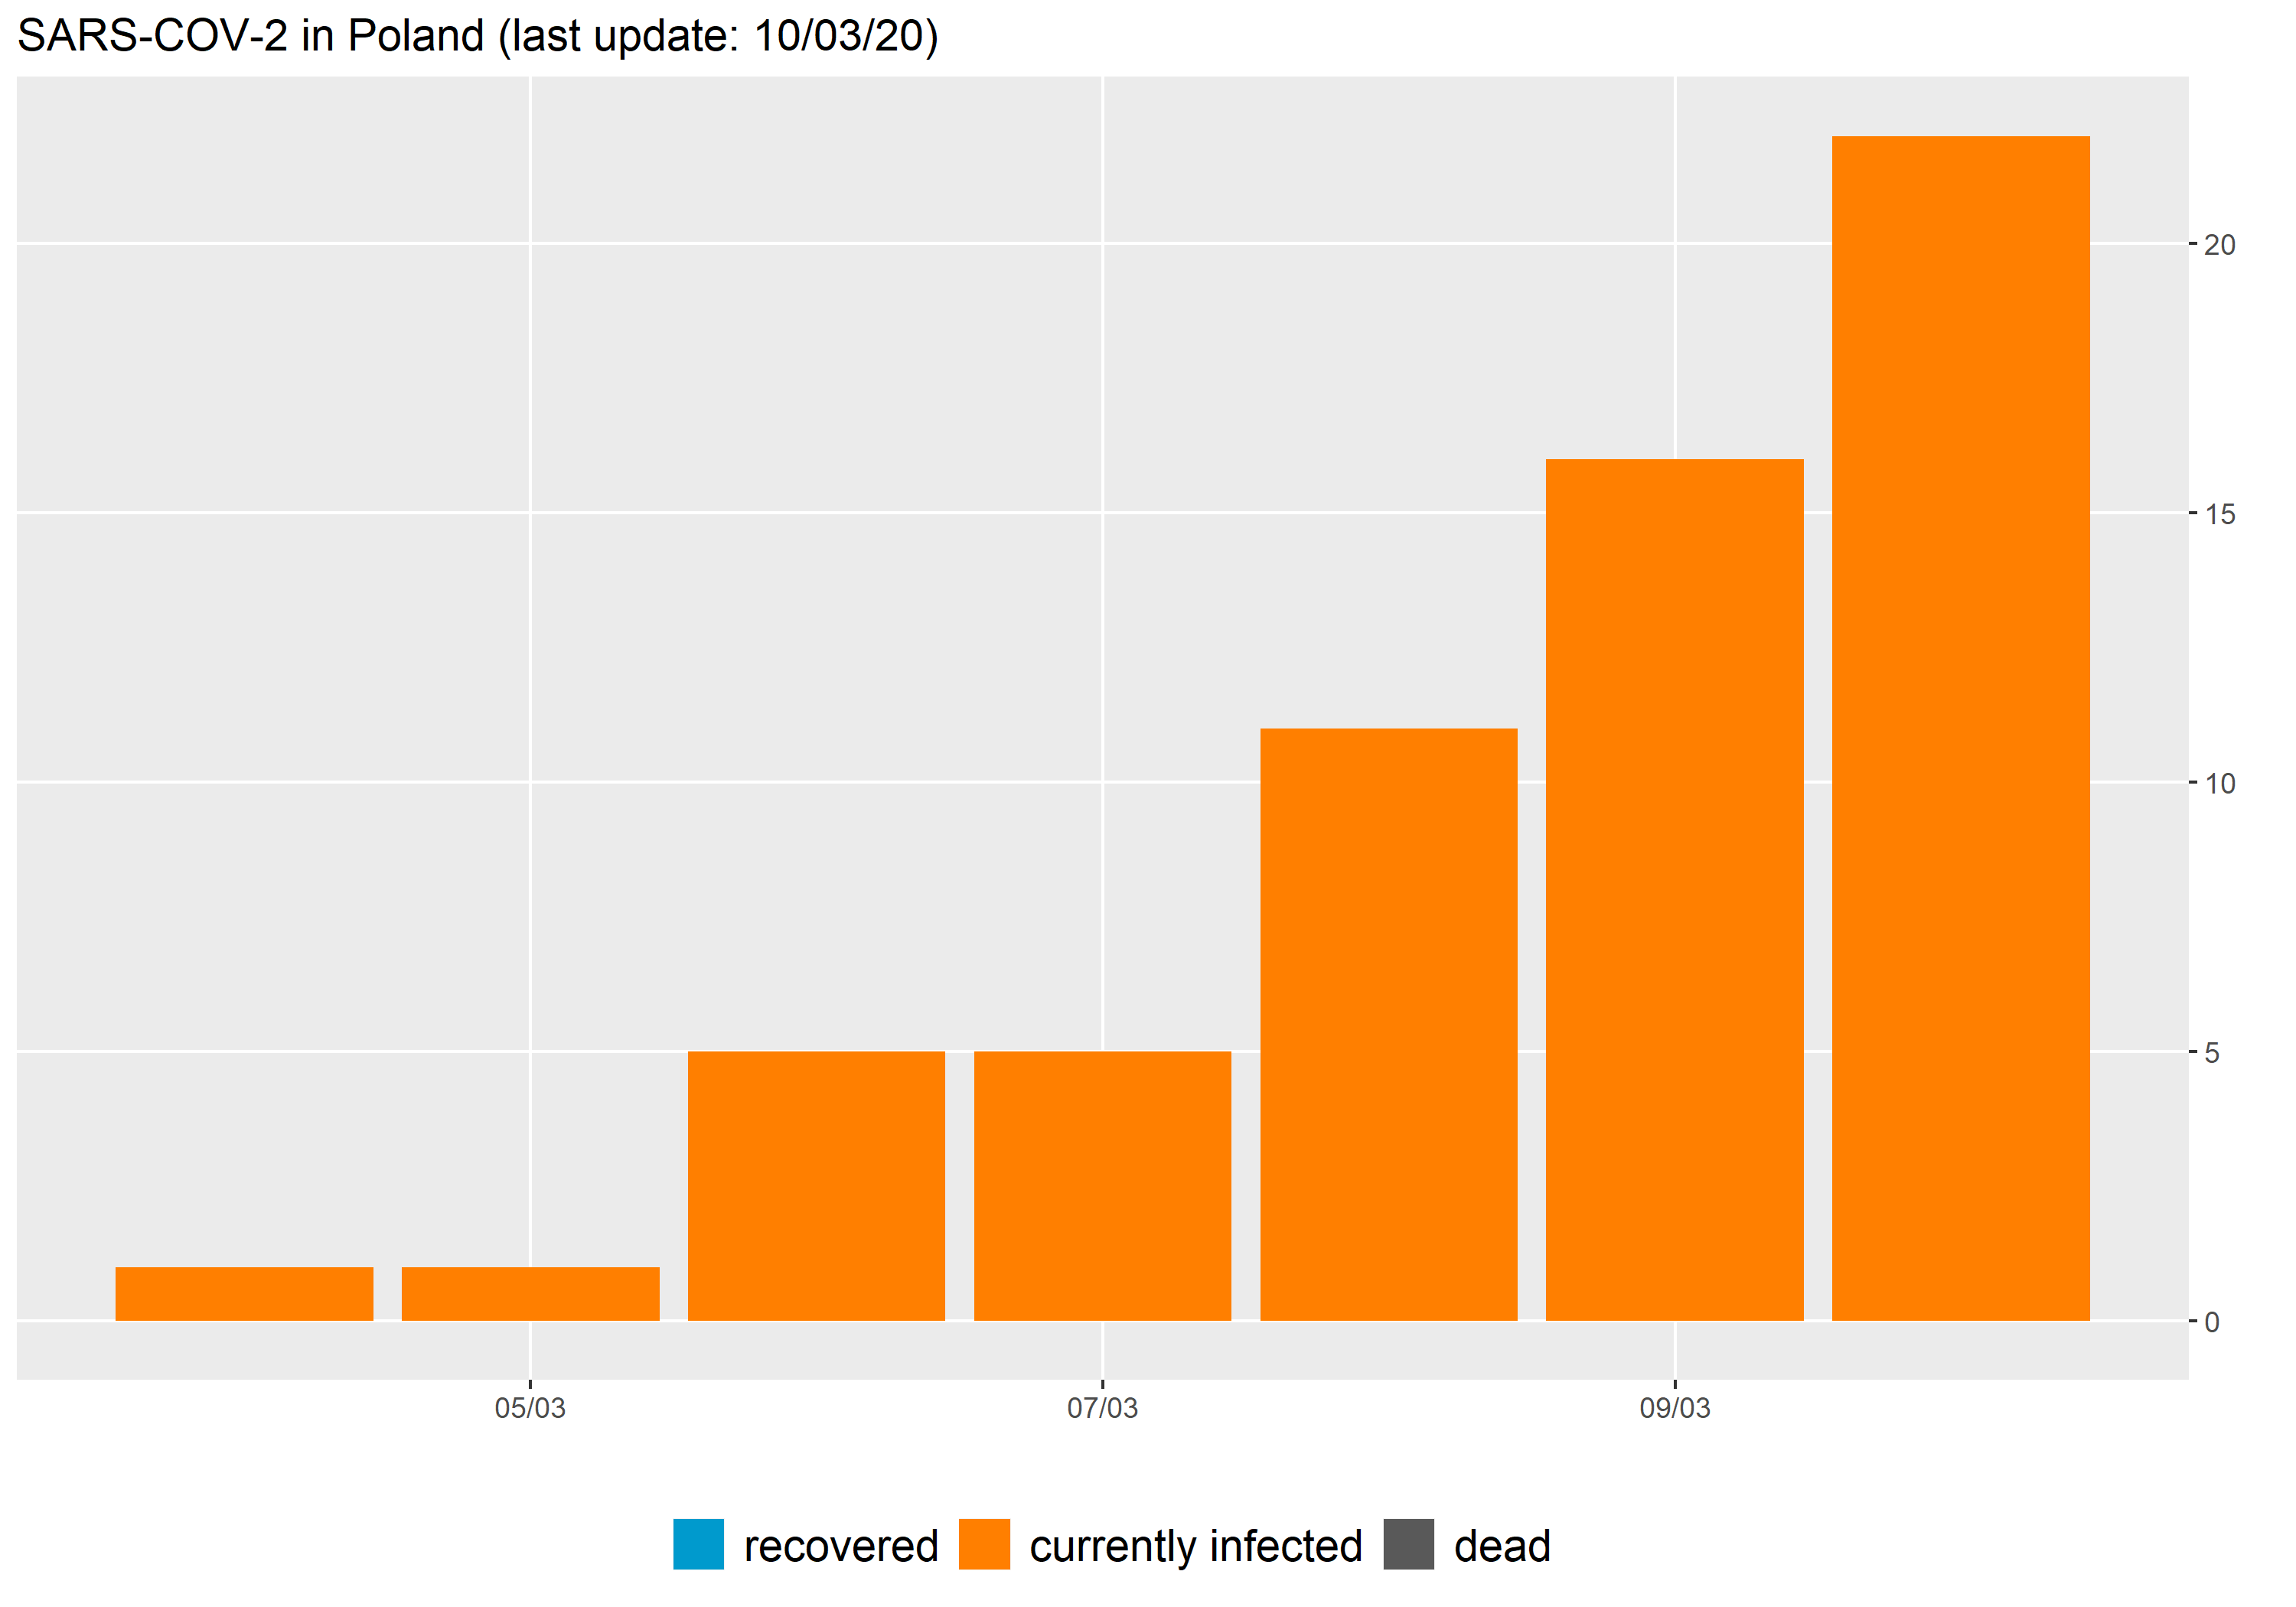 SARS-COV-2 in Poland (last update: 10/03/20)
20
15
10
5
0
05/03 07/03 09/03
recovered currently infected dead